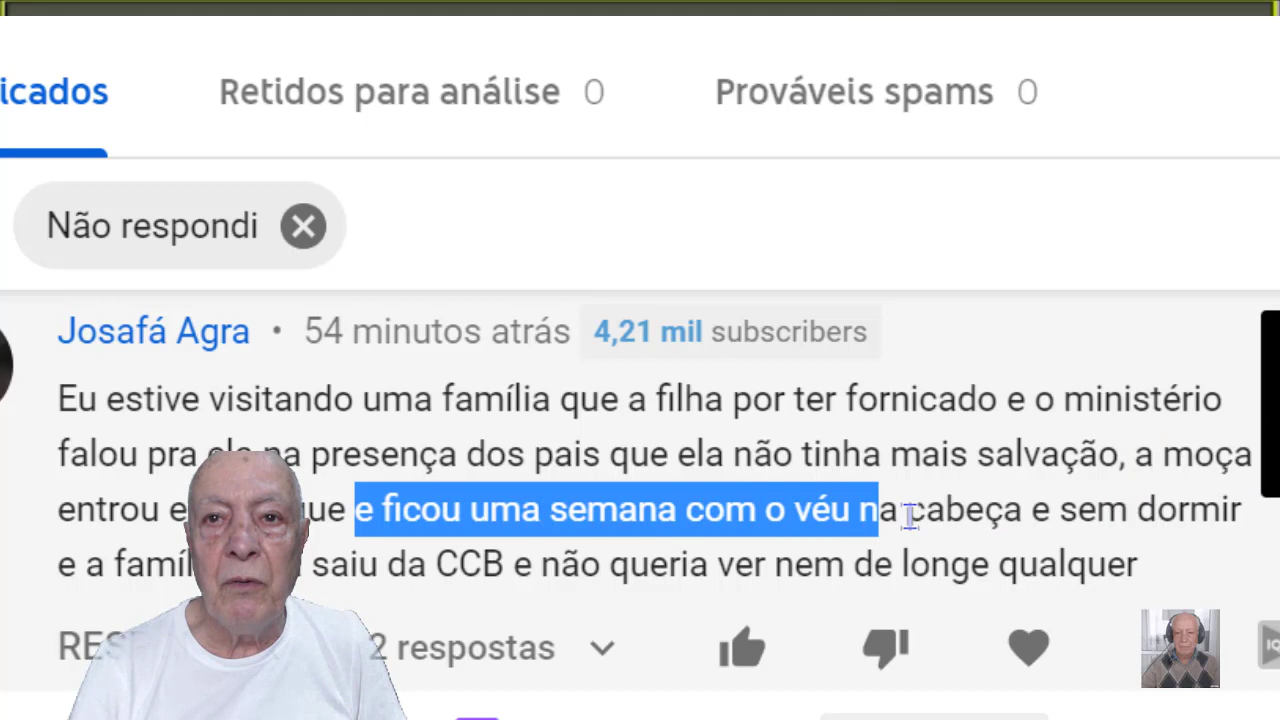 icados Retidos para análise 0 Prováveis spams 0
Não respondi
Josafá Agra • 54 minutos atrás 4,21 mil subscribers
Eu estive visitando uma família que a filha por ter fornicado e o ministério
falou pra na presença dos pais que ela não tinha mais salvação, a moça
entrou e ficou uma semana com o véu na cabeça e sem dormir
e a saiu da CCB e não queria ver nem de longe qualquer
2 respostas